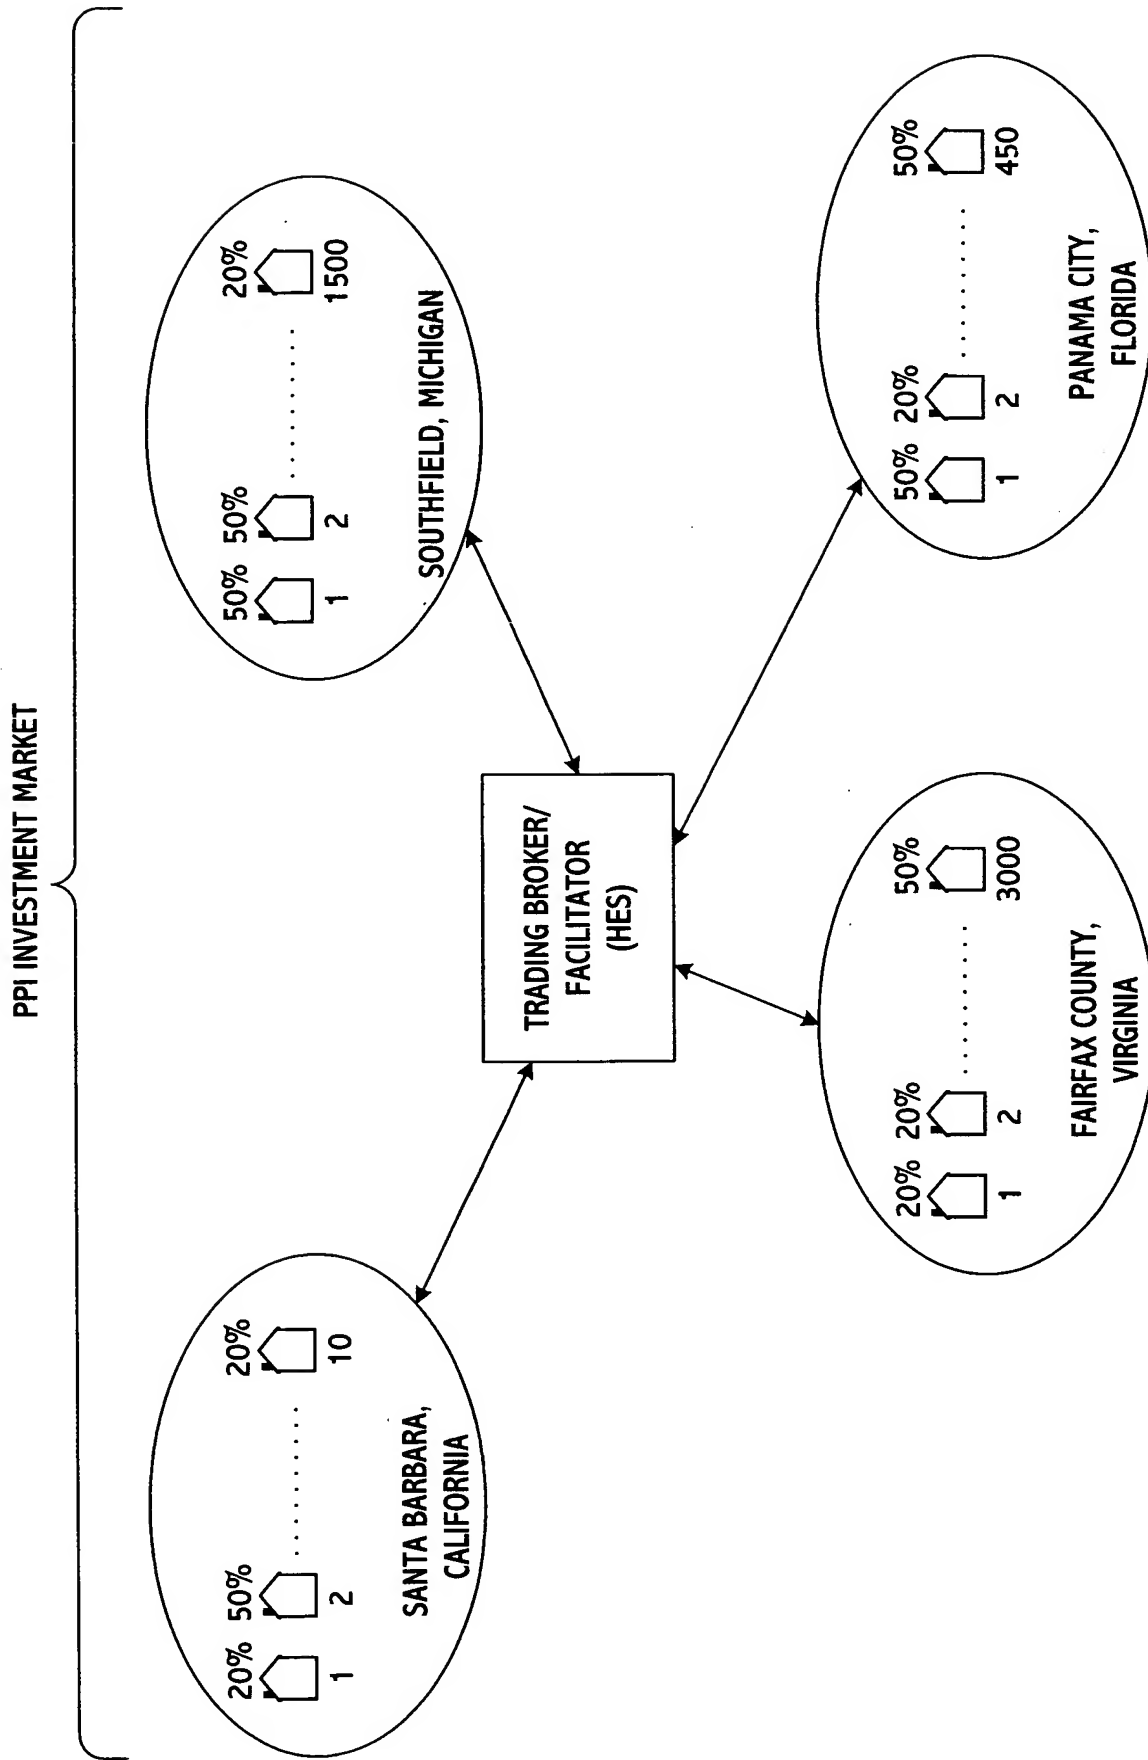 PPI INVESTMENT MARKET
20% 50% 20%
1 2 10
SANTA BARBARA,
CALIFORNIA
50% 50% 20%
1 2 1500
SOUTHFIELD, MICHIGAN
TRADING BROKER/
FACILITATOR
(HES)
20% 20% 50%
1 2 3000
FAIRFAX COUNTY,
VIRGINIA
50% 20% 50%
1 2 450
PANAMA CITY,
FLORIDA